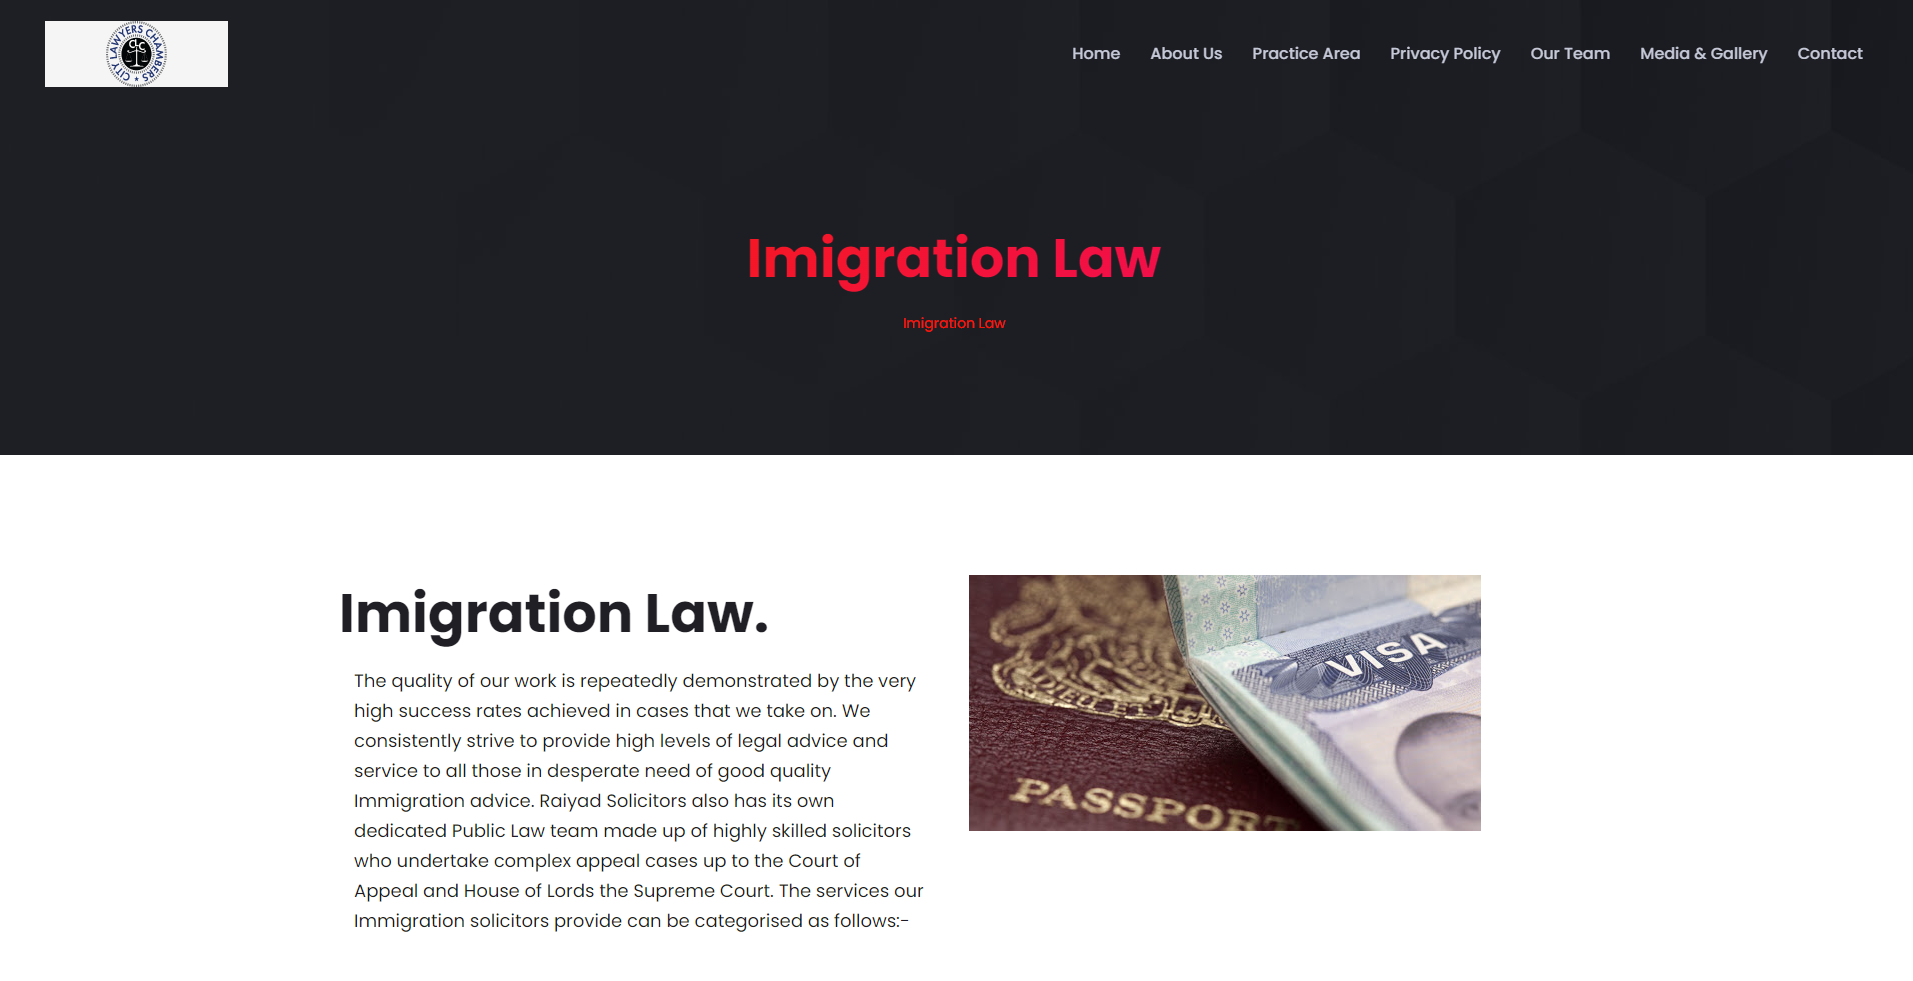 CITY LAWYERS CHAMBERS
CLC
Home About Us Practice Area Privacy Policy Our Team Media & Gallery Contact
Imigration Law
Imigration Law
Imigration Law.
The quality of our work is repeatedly demonstrated by the very
high success rates achieved in cases that we take on. We
consistently strive to provide high levels of legal advice and
service to all those in desperate need of good quality
Immigration advice. Raiyad Solicitors also has its own
dedicated Public Law team made up of highly skilled solicitors
who undertake complex appeal cases up to the Court of
Appeal and House of Lords the Supreme Court. The services our
Immigration solicitors provide can be categorised as follows:-
VISA
DIEU ET
PASSPORT